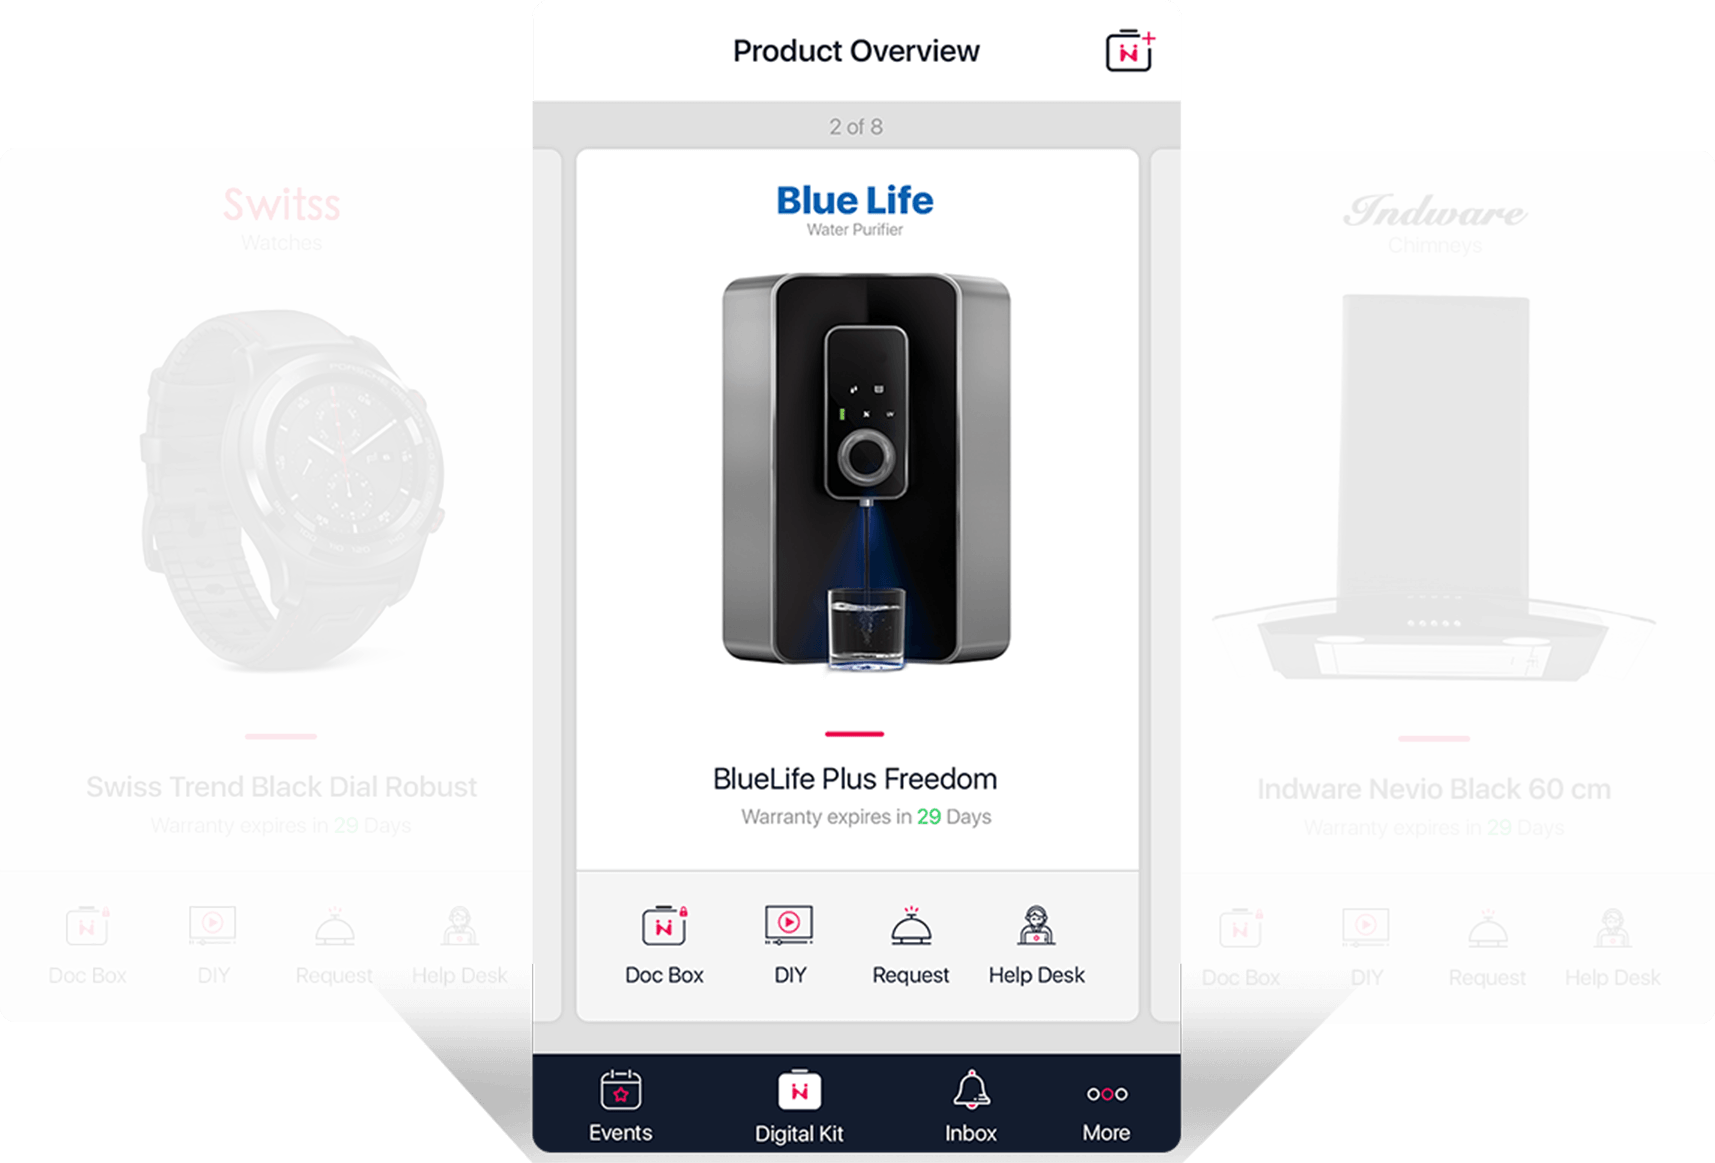 Product Overview
2 of 8
Switss
Watches
Swiss Trend Black Dial Robust
Warranty expires in 29 Days
Doc Box
DIY
Request
Help Desk
Blue Life
Water Purifier
UV
BlueLife Plus Freedom
Warranty expires in 29 Days
Doc Box
DIY
Request
Help Desk
Indware
Chimneys
Indware Nevio Black 60 cm
Warranty expires in 29 Days
Doc Box
DIY
Request
Help Desk
Events
Digital Kit
Inbox
More